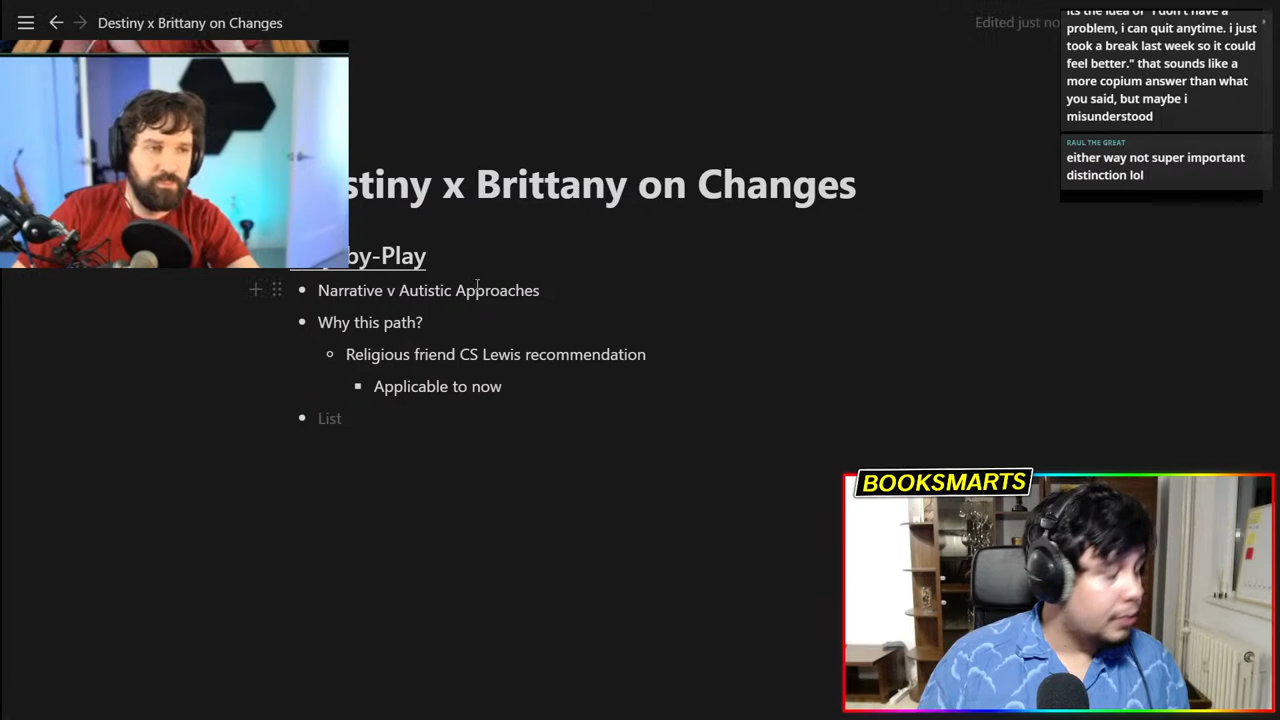 Destiny x Brittany on Changes
Edited just no
its the idea of "i don't have a
problem, i can quit anytime. i just
took a break last week so it could
feel better." that sounds like a
more copium answer than what
you said, but maybe i
misunderstood
RAUL THE GREAT
either way not super important
distinction lol
stiny x Brittany on Changes
by-Play
Narrative v Autistic Approaches
Why this path?
Religious friend CS Lewis recommendation
Applicable to now
List
BOOKSMARTS